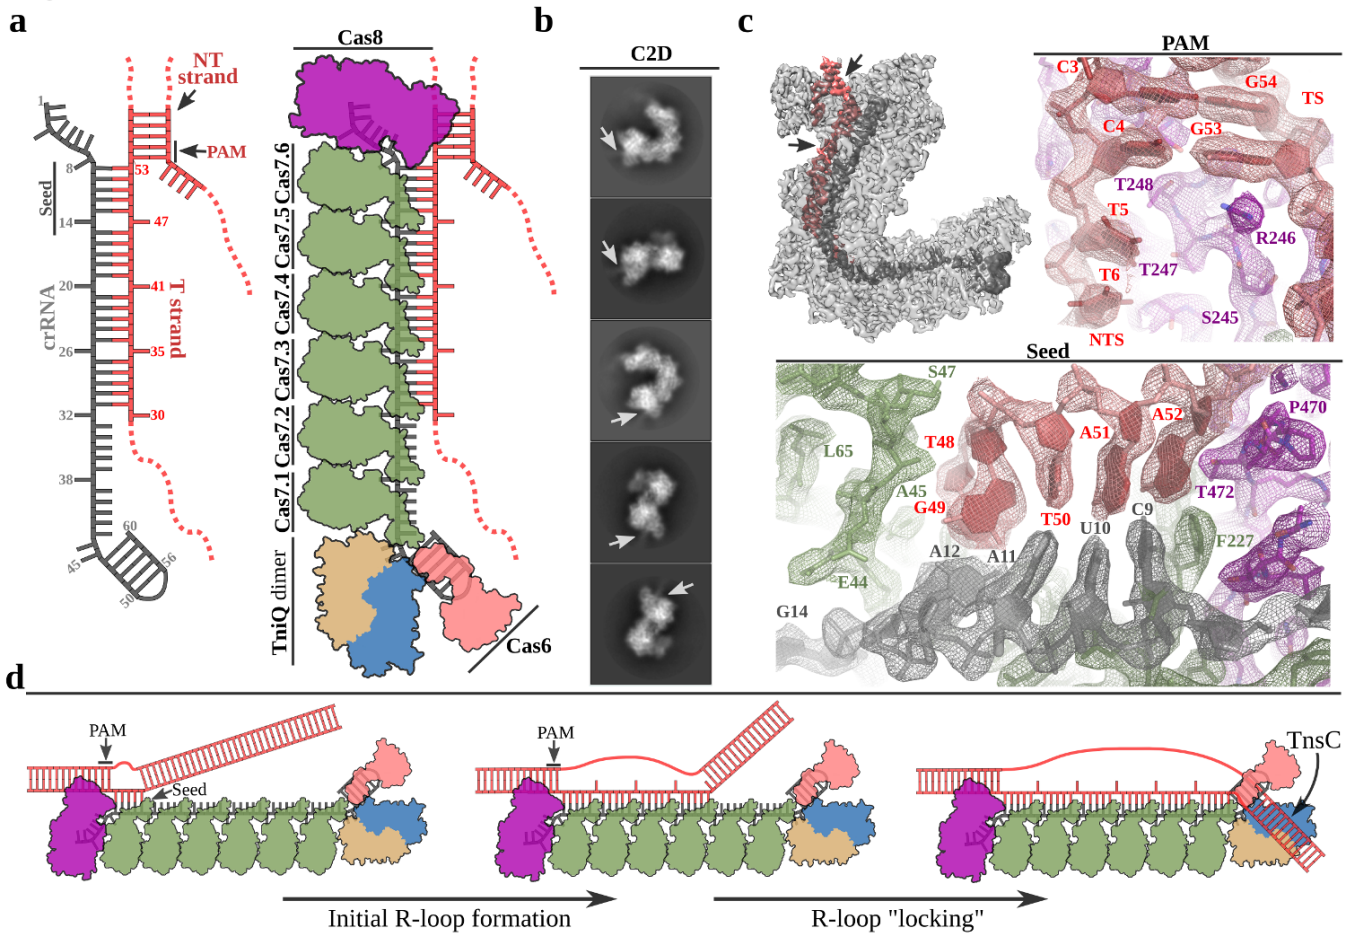 a
NT
strand
PAM
1
8
Seed
14
20
crRNA
26
32
38
45
50
56
60
53
47
41
T strand
35
30
Cas8
Cas7.6
Cas7.5
Cas7.4
Cas7.3
Cas7.2
Cas7.1
TniQ dimer
Cas6
b
C2D
c
PAM
C3
G54
TS
C4
G53
T248
T5
R246
T247
T6
S245
NTS
Seed
S47
P470
A52
A51
T48
L65
T472
A45
G49
T50
C9
U10
F227
A12
A11
E44
G14
d
PAM
Seed
PAM
TnsC
Initial R-loop formation
R-loop "locking"